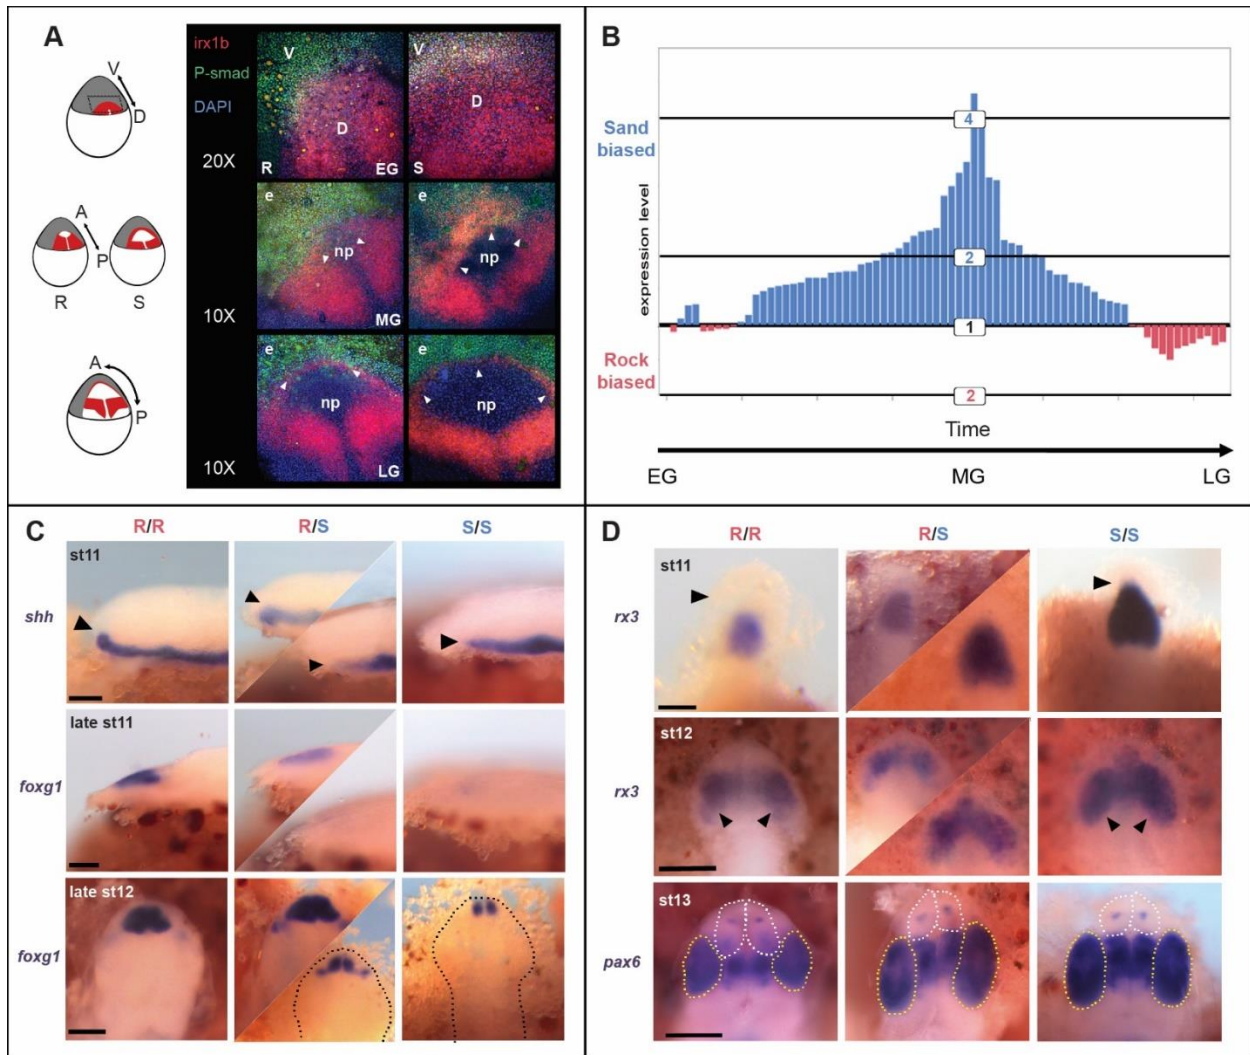 A
irx1b
P-smad
DAPI
V
D
V
D
V
D
20X
R
EG
S
A
P
R
S
e
np
MG
e
np
10X
A
P
e
np
LG
e
np
10X
B
Sand
biased
expression level
Rock
biased
4
2
1
2
Time
EG
MG
LG
C
R/R
R/S
S/S
st11
shh
late st11
foxg1
late st12
foxg1
D
R/R
R/S
S/S
st11
rx3
st12
rx3
st13
pax6